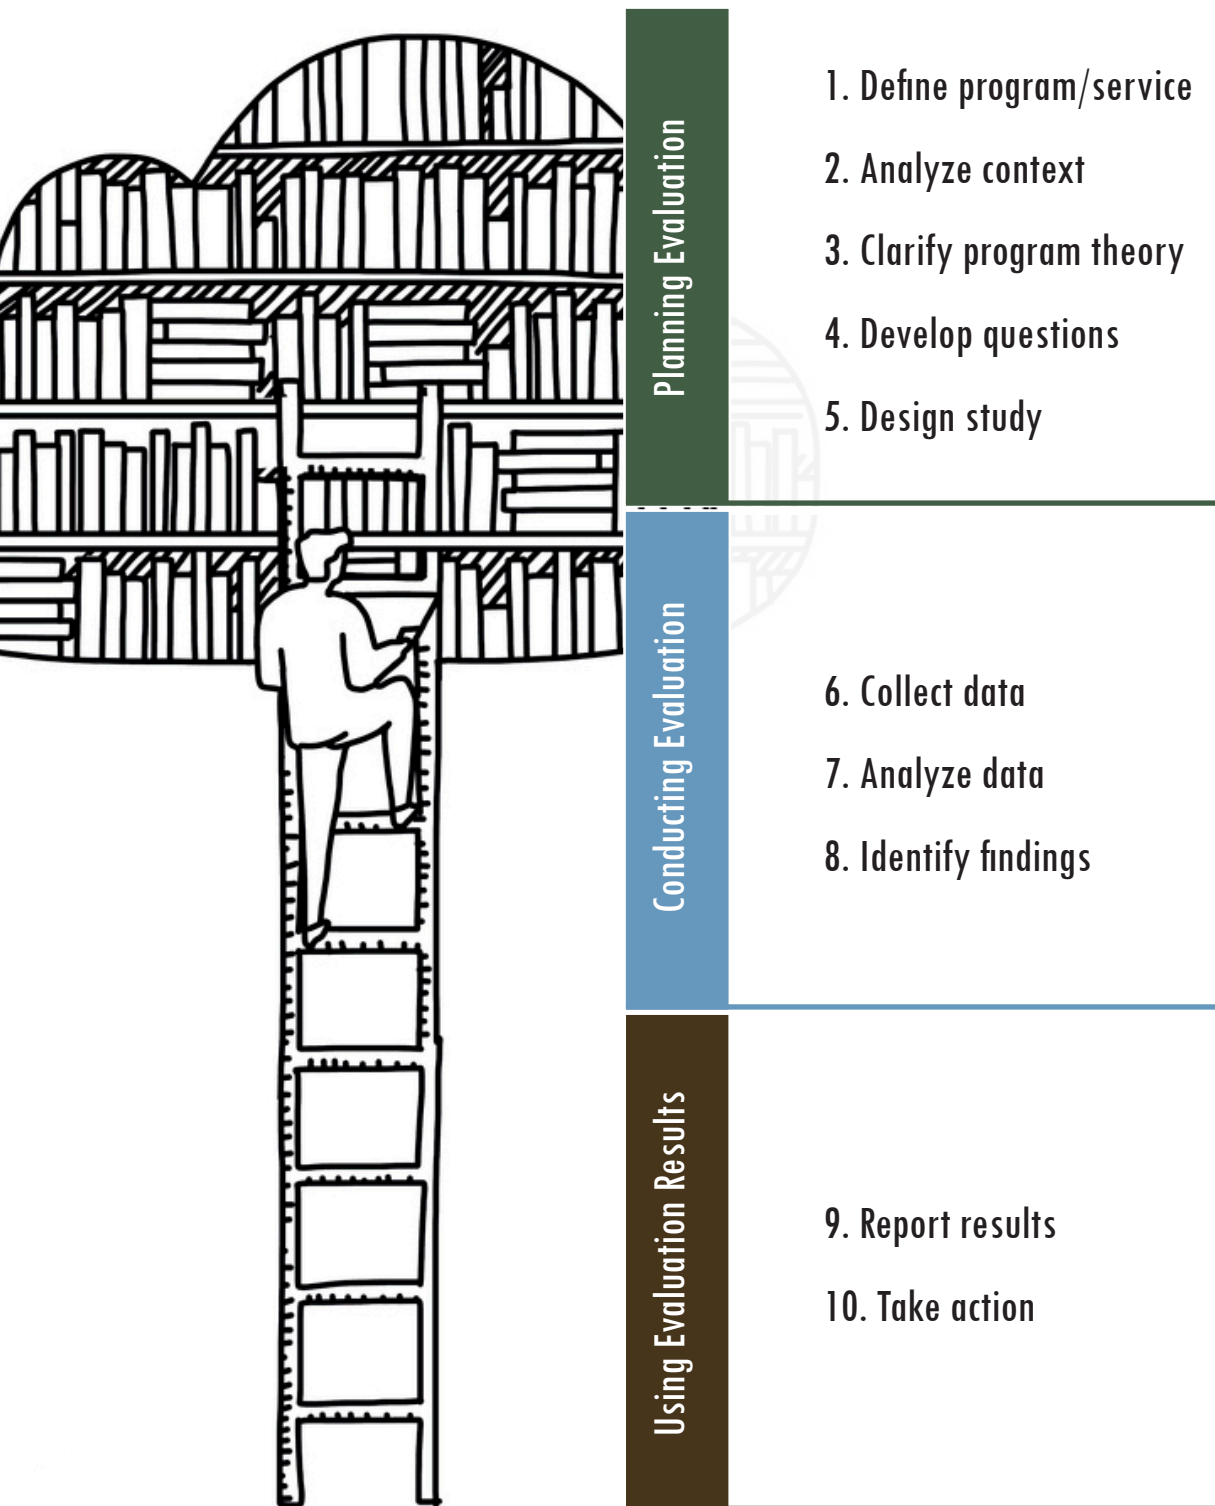 Planning Evaluation
1. Define program/service
2. Analyze context
3. Clarify program theory
4. Develop questions
5. Design study
Conducting Evaluation
6. Collect data
7. Analyze data
8. Identify findings
Using Evaluation Results
9. Report results
10. Take action